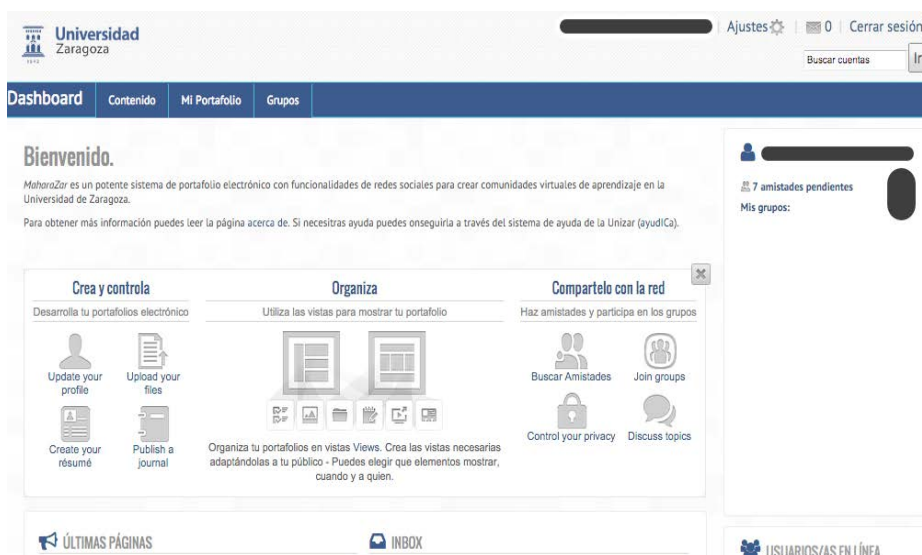 Universidad
Zaragoza
1542
Ajustes
0
Cerrar sesión
Buscar cuentas
Dashboard
Contenido
Mi Portafolio
Grupos
Bienvenido.
MaharaZar es un potente sistema de portafolio electrónico con funcionalidades de redes sociales para crear comunidades virtuales de aprendizaje en la
Universidad de Zaragoza.
Para obtener más información puedes leer la página acerca de. Si necesitras ayuda puedes onseguirla a través del sistema de ayuda de la Unizar (ayudICa).
7 amistades pendientes
Mis grupos:
Crea y controla
Desarrolla tu portafolios electrónico
Update your
profile
Upload your
files
Create your
résumé
Publish a
journal
Organiza
Utiliza las vistas para mostrar tu portafolio
Organiza tu portafolios en vistas Views. Crea las vistas necesarias
adaptándolas a tu público - Puedes elegir que elementos mostrar,
cuando y a quien.
Compartelo con la red
Haz amistades y participa en los grupos
Buscar Amistades
Join groups
Control your privacy
Discuss topics
ÚLTIMAS PÁGINAS
INBOX
USUARIOS/AS EN LÍNEA